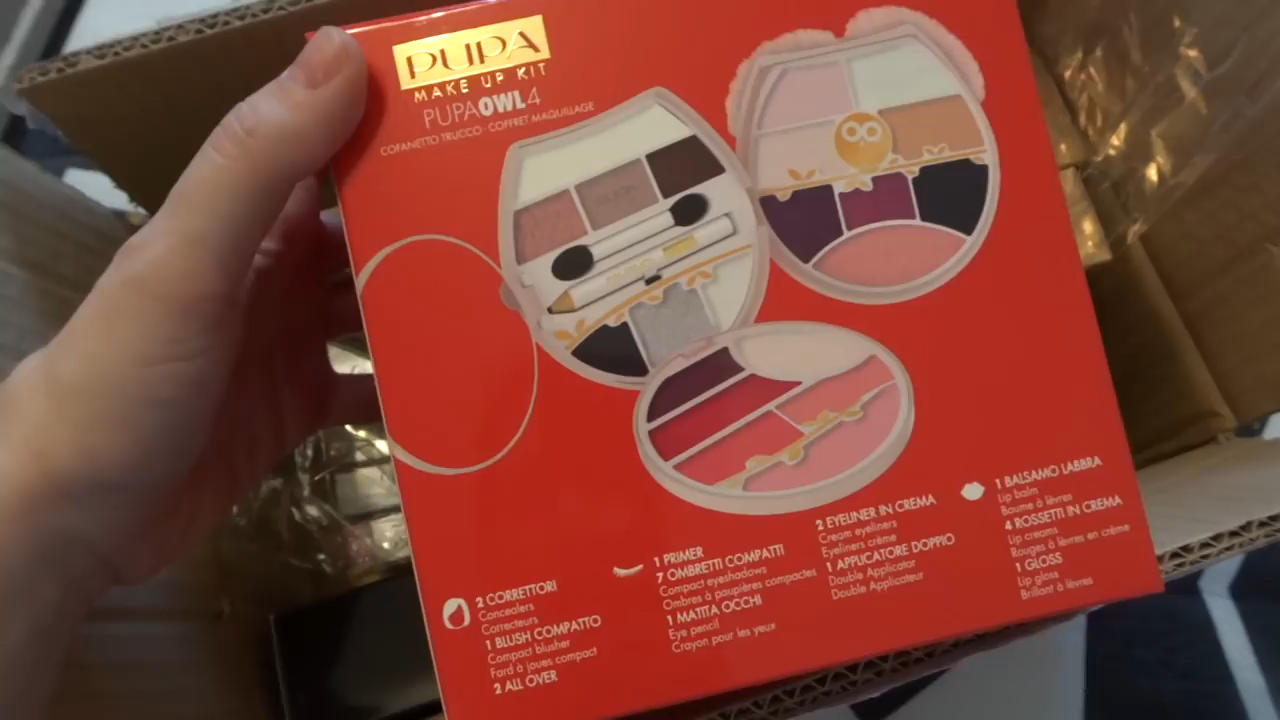 PUPA
MAKE UP KIT
PUPAOWL4
COFANETTO TRUCCO · COFFRET MAQUILLAGE
2 CORRETTORI
Concealers
Correcteurs
1 BLUSH COMPATTO
Compact blusher
Fard à joues compact
2 ALL OVER
1 PRIMER
7 OMBRETTI COMPATTI
Compact eyeshadows
Ombres à paupières compactes
1 MATITA OCCHI
Eye pencil
Crayon pour les yeux
2 EYELINER IN CREMA
Cream eyeliners
Eyeliners crème
1 APPLICATORE DOPPIO
Double Applicator
Double Applicateur
1 BALSAMO LABBRA
Lip balm
Baume à lèvres
4 ROSSETTI IN CREMA
Lip creams
Rouges à lèvres en crème
1 GLOSS
Lip gloss
Brillant à lèvres